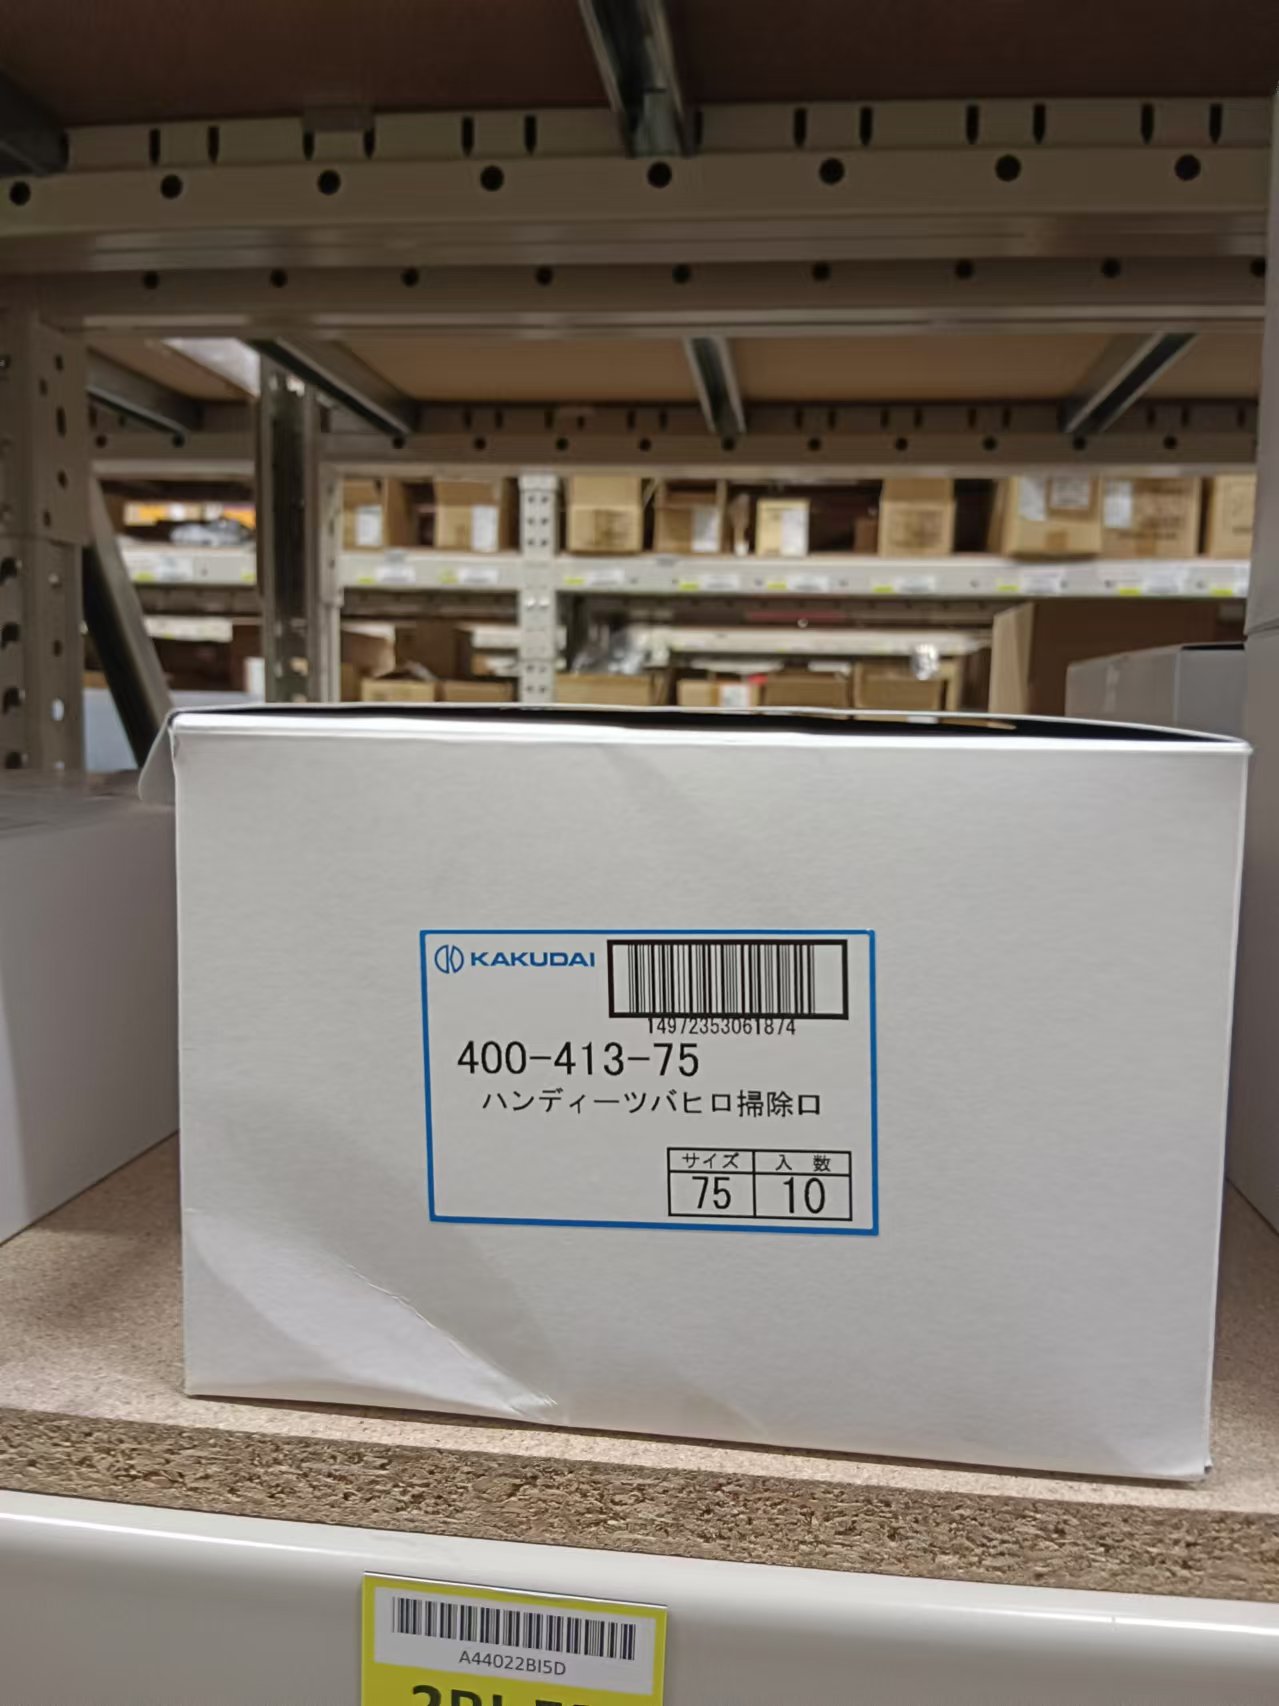 KAKUDAI
14972353061874
400-413-75
ハンディーツバヒロ掃除口
サイズ 入 数
75 10
A44022BI5D